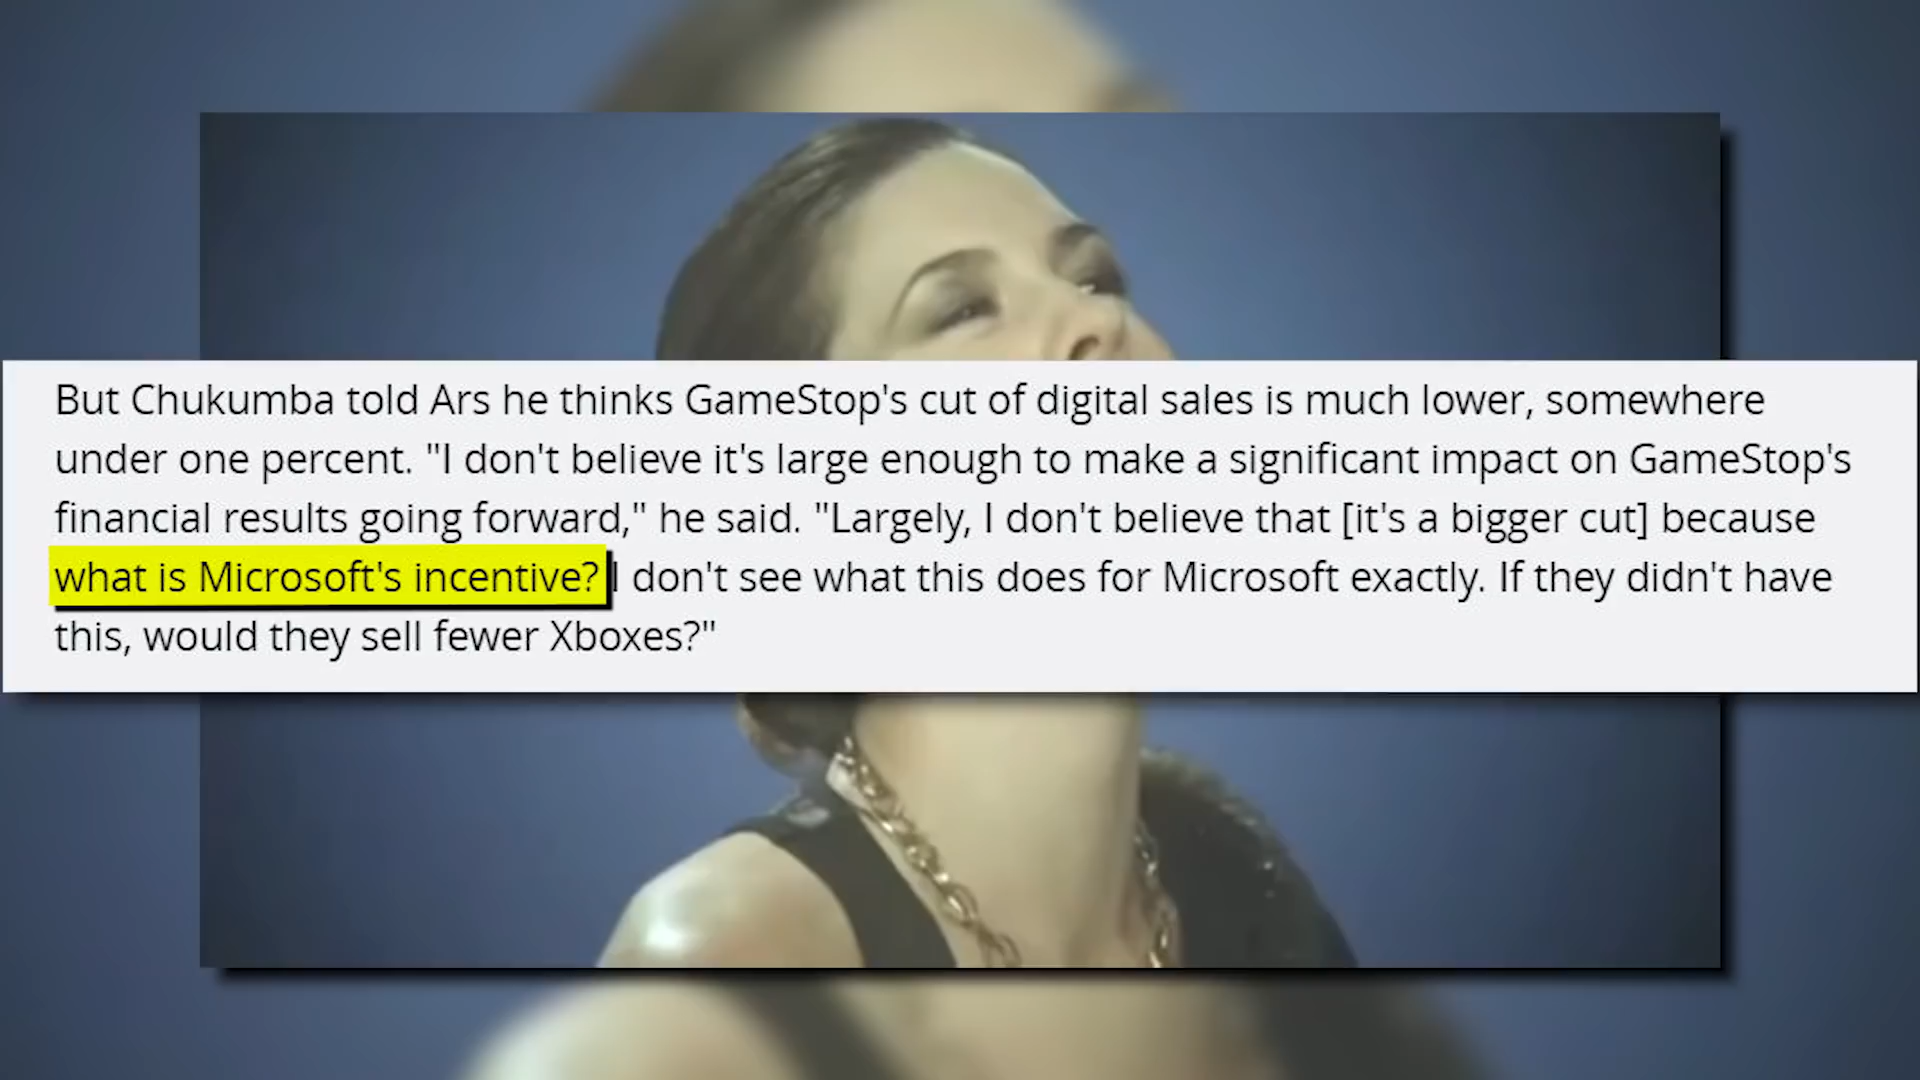 But Chukumba told Ars he thinks GameStop's cut of digital sales is much lower, somewhere
under one percent. "I don't believe it's large enough to make a significant impact on GameStop's
financial results going forward," he said. "Largely, I don't believe that [it's a bigger cut] because
what is Microsoft's incentive? I don't see what this does for Microsoft exactly. If they didn't have
this, would they sell fewer Xboxes?"